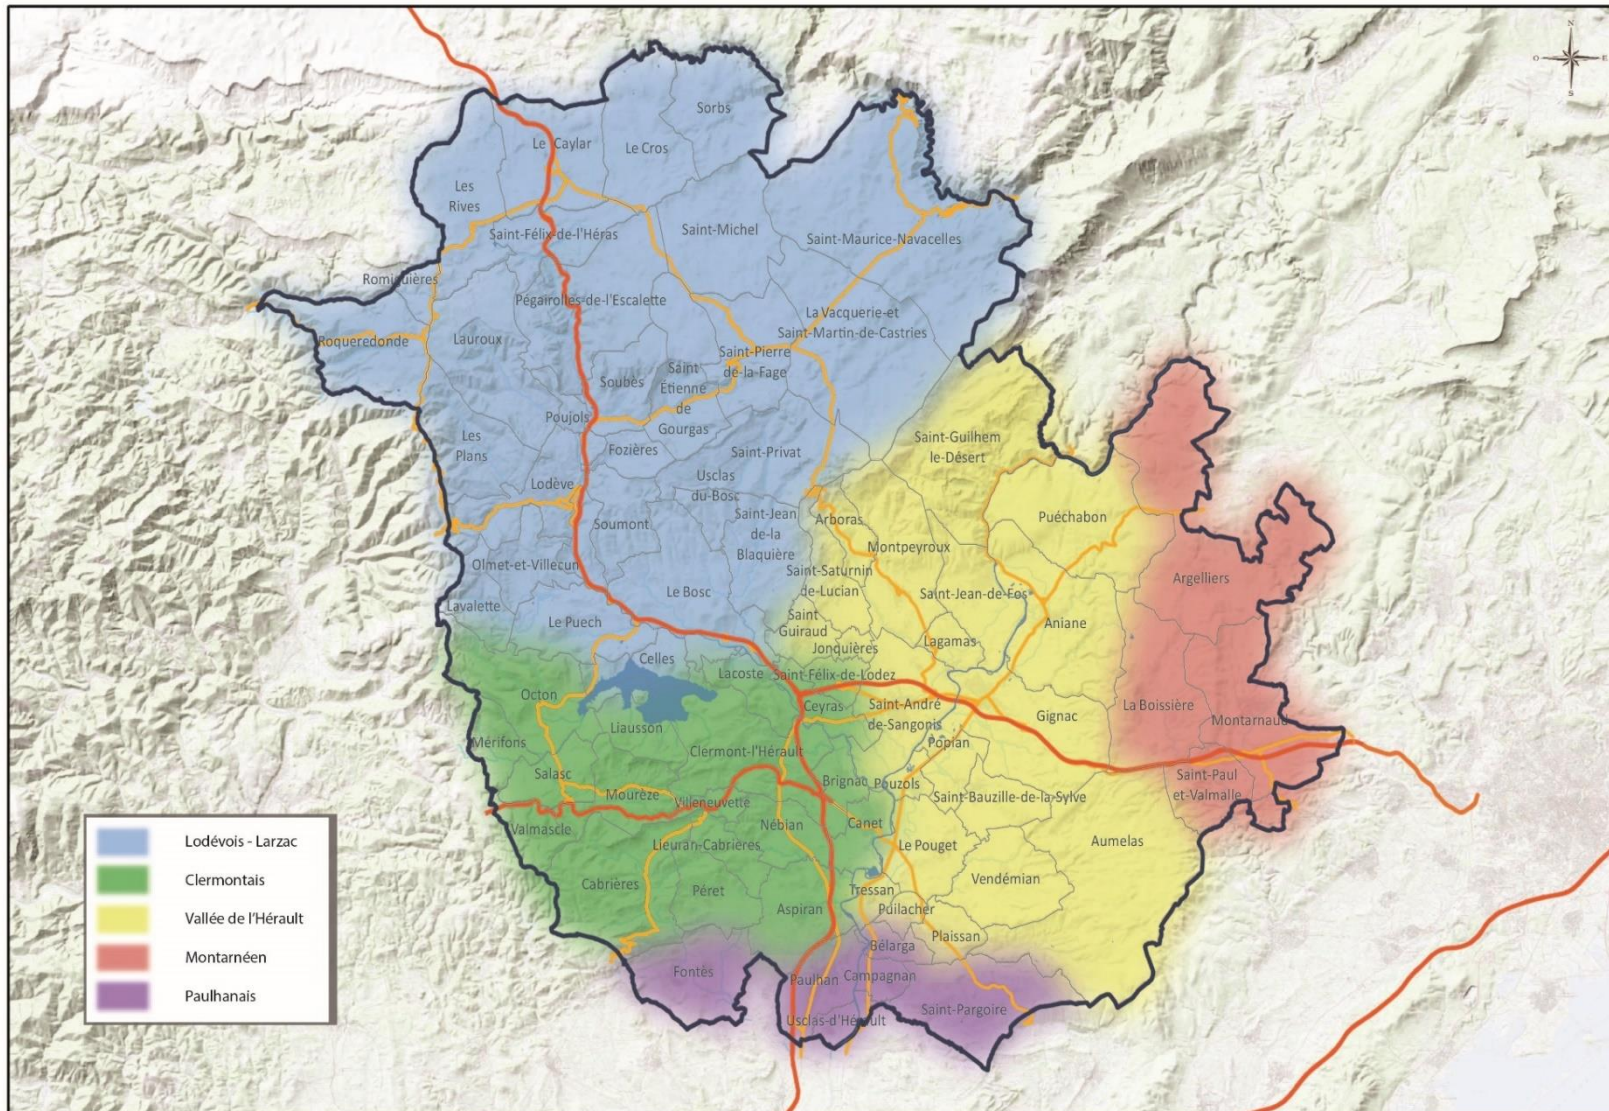 N
O
E
S
Sorbs
Le Caylar
Le Cros
Les
Rives
Saint-Félix-de-l'Héras
Saint-Michel
Saint-Maurice-Navacelles
Romiguières
Pégairolles-de-l'Escalette
La Vacquerie-et
Saint-Martin-de-Castries
Roqueredonde
Lauroux
Saint-Pierre
de-la-Fage
Soubès
Saint
Étienne
de
Gourgas
Poujols
Les
Plans
Fozières
Saint-Privat
Saint-Guilhem
le-Désert
Lodève
Usclas
du-Bosc
Soumont
Saint-Jean
de-la
Blaquière
Arboras
Puéchabon
Montpeyroux
Olmet-et-Villecun
Saint-Saturnin
de-Lucian
Argelliers
Le Bosc
Saint-Jean-de-Fos
Lavalette
Le Puech
Saint
Guiraud
Jonquières
Lagamas
Aniane
Celles
Lacoste
Saint-Félix-de-Lodez
Octon
Ceyras
Saint-André
de-Sangonis
Gignac
La Boissière
Montarnaud
Liausson
Mérifons
Clermont-l'Hérault
Popian
Salasc
Mourèze
Villeneuvette
Brignac
Pouzols
Saint-Bauzille-de-la-Sylve
Saint-Paul
et-Valmalle
Valmascle
Nébian
Canet
Lieuran-Cabrières
Le Pouget
Aumelas
Cabrières
Péret
Vendémian
Tressan
Aspiran
Puilacher
Plaissan
Bélarga
Fontès
Paulhan
Campagnan
Usclas-d'Hérault
Saint-Pargoire
Lodévois - Larzac
Clermontais
Vallée de l'Hérault
Montarnéen
Paulhanais